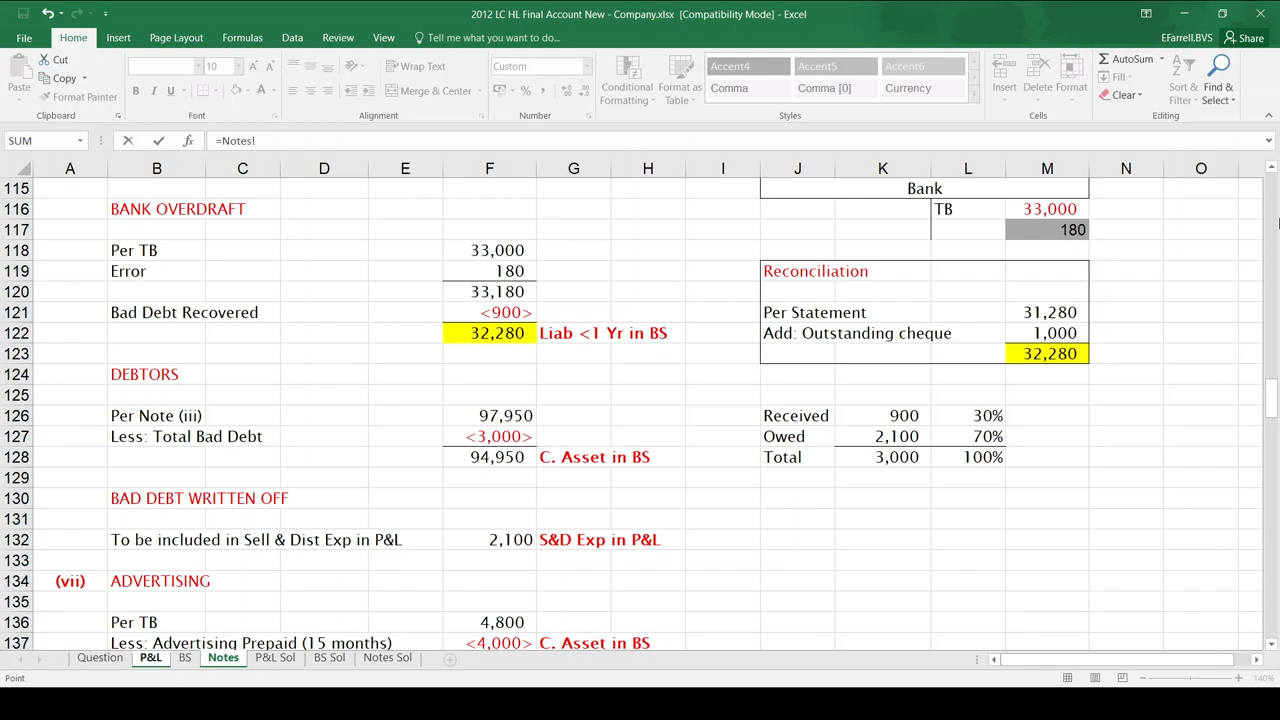 2012 LC HL Final Account New - Company.xlsx [Compatibility Mode] - Excel
File Home Insert Page Layout Formulas Data Review View Tell me what you want to do... EFarrell.BVS Share
Cut
Copy
Format Painter
Paste
10
B I U A
Wrap Text
Merge & Center
Custom
%
Conditional Formatting
Format as Table
Accent4 Accent5 Accent6
Comma Comma [0] Currency
Insert Delete Format
AutoSum
Fill
Clear
Sort & Filter
Find & Select
Clipboard Font Alignment Number Styles Cells Editing
SUM fx =Notes!
A B C D E F G H I J K L M N O
115 Bank
116 BANK OVERDRAFT TB 33,000
117 180
118 Per TB 33,000
119 Error 180 Reconciliation
120 33,180
121 Bad Debt Recovered <900> Per Statement 31,280
122 32,280 Liab <1 Yr in BS Add: Outstanding cheque 1,000
123 32,280
124 DEBTORS
125
126 Per Note (iii) 97,950 Received 900 30%
127 Less: Total Bad Debt <3,000> Owed 2,100 70%
128 94,950 C. Asset in BS Total 3,000 100%
129
130 BAD DEBT WRITTEN OFF
131
132 To be included in Sell & Dist Exp in P&L 2,100 S&D Exp in P&L
133
134 (vii) ADVERTISING
135
136 Per TB 4,800
137 Less: Advertising Prepaid (15 months) <4,000> C. Asset in BS
Question P&L BS Notes P&L Sol BS Sol Notes Sol
Point 140%